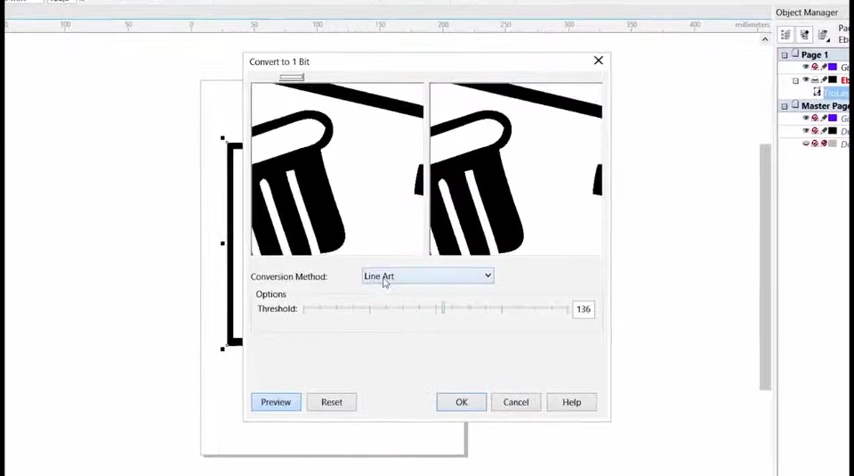 100
50
0
50
100
150
200
250
300
350
400
450
millimeters
Object Manager
Convert to 1 Bit
Page 1
Master Page
Conversion Method:
Line Art
Options
Threshold:
136
Preview
Reset
OK
Cancel
Help